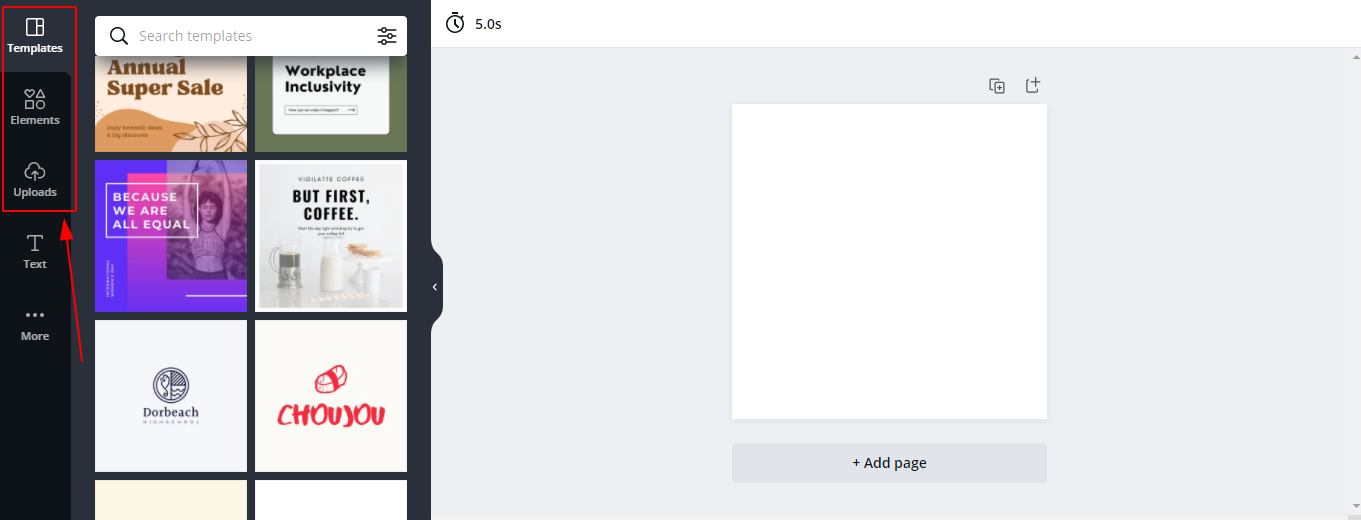 Templates
Elements
Uploads
Text
More
Search templates
Annual
Super Sale
Enjoy fantastic deals
& big discounts
Workplace
Inclusivity
How can we make it happen?
BECAUSE
WE ARE
ALL EQUAL
INTERNATIONAL
WOMEN'S DAY
VIGILATTE COFFEE
BUT FIRST,
COFFEE.
Start the day right and drop by to get
your coffee fix!
Dorbeach
HIGHSCHOOL
CHOUJOU
5.0s
+ Add page